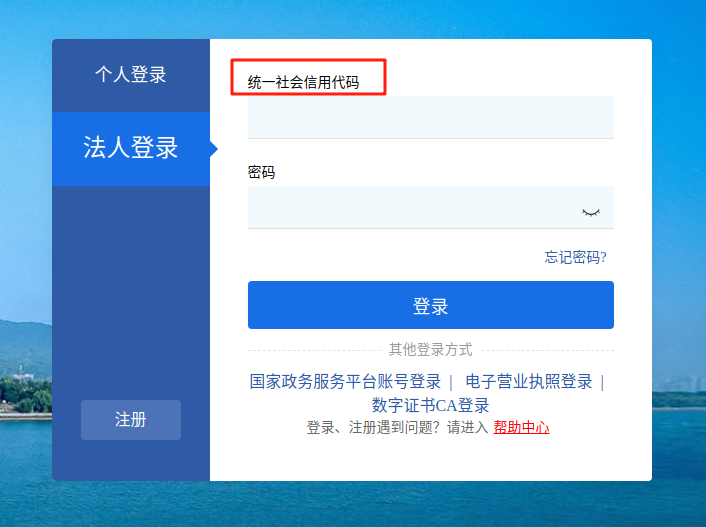 个人登录
法人登录
注册
统一社会信用代码
密码
忘记密码?
登录
其他登录方式
国家政务服务平台账号登录 | 电子营业执照登录 |
数字证书CA登录
登录、注册遇到问题？请进入 帮助中心